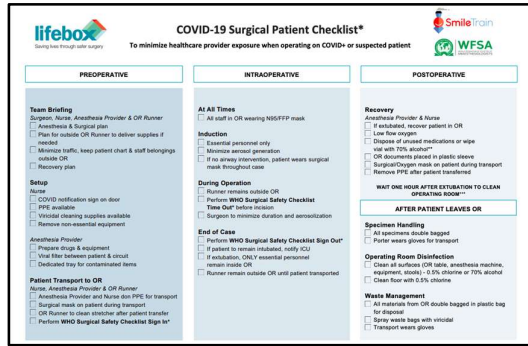 lifebox
Saving lives through safer surgery
COVID-19 Surgical Patient Checklist*
To minimize healthcare provider exposure when operating on COVID+ or suspected patient
SmileTrain
WFSA
PREOPERATIVE
Team Briefing
Surgeon, Nurse, Anesthesia Provider & OR Runner
Anesthesia & Surgical plan
Plan for outside OR Runner to deliver supplies if
needed
Minimize traffic, keep patient chart & staff belongings
outside OR
Recovery plan
Setup
Nurse
COVID notification sign on door
PPE available
Viricidal cleaning supplies available
Remove non-essential equipment
Anesthesia Provider
Prepare drugs & equipment
Viral filter between patient & circuit
Dedicated tray for contaminated items
Patient Transport to OR
Nurse, Anesthesia Provider & OR Runner
Anesthesia Provider and Nurse don PPE for transport
Surgical mask on patient during transport
OR Runner to clean stretcher after patient transfer
Perform WHO Surgical Safety Checklist Sign In*
INTRAOPERATIVE
At All Times
All staff in OR wearing N95/FFP mask
Induction
Essential personnel only
Minimize aerosol generation
If no airway intervention, patient wears surgical
mask throughout case
During Operation
Runner remains outside OR
Perform WHO Surgical Safety Checklist
Time Out* before incision
Surgeon to minimize duration and aerosolization
End of Case
Perform WHO Surgical Safety Checklist Sign Out*
If patient to remain intubated, notify ICU
If extubation, ONLY essential personnel
remain inside OR
Runner remain outside OR until patient transported
POSTOPERATIVE
Recovery
Anesthesia Provider & Nurse
If extubated, recover patient in OR
Low flow oxygen
Dispose of unused medications or wipe
vial with 70% alcohol**
OR documents placed in plastic sleeve
Surgical/Oxygen mask on patient during transport
Remove PPE after patient transferred
WAIT ONE HOUR AFTER EXTUBATION TO CLEAN
OPERATING ROOM***
AFTER PATIENT LEAVES OR
Specimen Handling
All specimens double bagged
Porter wears gloves for transport
Operating Room Disinfection
Clean all surfaces (OR table, anesthesia machine,
equipment, stools) - 0.5% chlorine or 70% alcohol
Clean floor with 0.5% chlorine
Waste Management
All materials from OR double bagged in plastic bag
for disposal
Spray waste bags with viricidal
Transport wears gloves